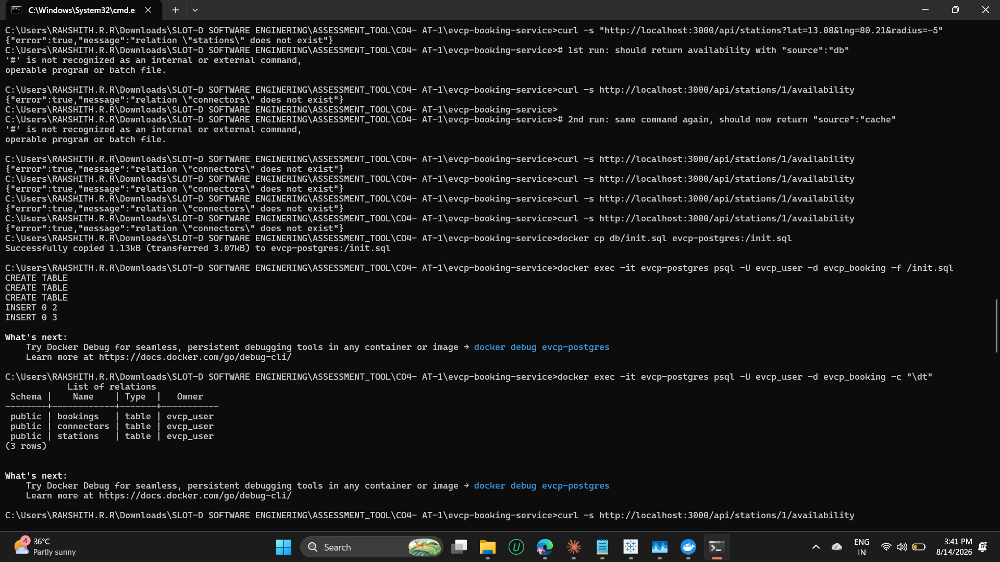 C:\Windows\System32\cmd.e
C:\Users\RAKSHITH.R.R\Downloads\SLOT-D SOFTWARE ENGINERING\ASSESSMENT_TOOL\CO4- AT-1\evcp-booking-service>curl -s "http://localhost:3000/api/stations?lat=13.08&lng=80.21&radius=-5"
{"error":true,"message":"relation \"stations\" does not exist"}
C:\Users\RAKSHITH.R.R\Downloads\SLOT-D SOFTWARE ENGINERING\ASSESSMENT_TOOL\CO4- AT-1\evcp-booking-service># 1st run: should return availability with "source":"db"
'#' is not recognized as an internal or external command,
operable program or batch file.
C:\Users\RAKSHITH.R.R\Downloads\SLOT-D SOFTWARE ENGINERING\ASSESSMENT_TOOL\CO4- AT-1\evcp-booking-service>curl -s http://localhost:3000/api/stations/1/availability
{"error":true,"message":"relation \"connectors\" does not exist"}
C:\Users\RAKSHITH.R.R\Downloads\SLOT-D SOFTWARE ENGINERING\ASSESSMENT_TOOL\CO4- AT-1\evcp-booking-service>
C:\Users\RAKSHITH.R.R\Downloads\SLOT-D SOFTWARE ENGINERING\ASSESSMENT_TOOL\CO4- AT-1\evcp-booking-service># 2nd run: same command again, should now return "source":"cache"
'#' is not recognized as an internal or external command,
operable program or batch file.
C:\Users\RAKSHITH.R.R\Downloads\SLOT-D SOFTWARE ENGINERING\ASSESSMENT_TOOL\CO4- AT-1\evcp-booking-service>curl -s http://localhost:3000/api/stations/1/availability
{"error":true,"message":"relation \"connectors\" does not exist"}
C:\Users\RAKSHITH.R.R\Downloads\SLOT-D SOFTWARE ENGINERING\ASSESSMENT_TOOL\CO4- AT-1\evcp-booking-service>curl -s http://localhost:3000/api/stations/1/availability
{"error":true,"message":"relation \"connectors\" does not exist"}
C:\Users\RAKSHITH.R.R\Downloads\SLOT-D SOFTWARE ENGINERING\ASSESSMENT_TOOL\CO4- AT-1\evcp-booking-service>curl -s http://localhost:3000/api/stations/1/availability
{"error":true,"message":"relation \"connectors\" does not exist"}
C:\Users\RAKSHITH.R.R\Downloads\SLOT-D SOFTWARE ENGINERING\ASSESSMENT_TOOL\CO4- AT-1\evcp-booking-service>curl -s http://localhost:3000/api/stations/1/availability
{"error":true,"message":"relation \"connectors\" does not exist"}
C:\Users\RAKSHITH.R.R\Downloads\SLOT-D SOFTWARE ENGINERING\ASSESSMENT_TOOL\CO4- AT-1\evcp-booking-service>docker cp db/init.sql evcp-postgres:/init.sql
Successfully copied 1.13kB (transferred 3.07kB) to evcp-postgres:/init.sql
C:\Users\RAKSHITH.R.R\Downloads\SLOT-D SOFTWARE ENGINERING\ASSESSMENT_TOOL\CO4- AT-1\evcp-booking-service>docker exec -it evcp-postgres psql -U evcp_user -d evcp_booking -f /init.sql
CREATE TABLE
CREATE TABLE
CREATE TABLE
INSERT 0 2
INSERT 0 3
What's next:
Try Docker Debug for seamless, persistent debugging tools in any container or image → docker debug evcp-postgres
Learn more at https://docs.docker.com/go/debug-cli/
C:\Users\RAKSHITH.R.R\Downloads\SLOT-D SOFTWARE ENGINERING\ASSESSMENT_TOOL\CO4- AT-1\evcp-booking-service>docker exec -it evcp-postgres psql -U evcp_user -d evcp_booking -c "\dt"
List of relations
Schema | Name | Type | Owner
--------+------------+-------+-----------
public | bookings | table | evcp_user
public | connectors | table | evcp_user
public | stations | table | evcp_user
(3 rows)
What's next:
Try Docker Debug for seamless, persistent debugging tools in any container or image → docker debug evcp-postgres
Learn more at https://docs.docker.com/go/debug-cli/
C:\Users\RAKSHITH.R.R\Downloads\SLOT-D SOFTWARE ENGINERING\ASSESSMENT_TOOL\CO4- AT-1\evcp-booking-service>curl -s http://localhost:3000/api/stations/1/availability
4
36°C
Partly sunny
Search
ENG
IN
3:41 PM
8/14/2026